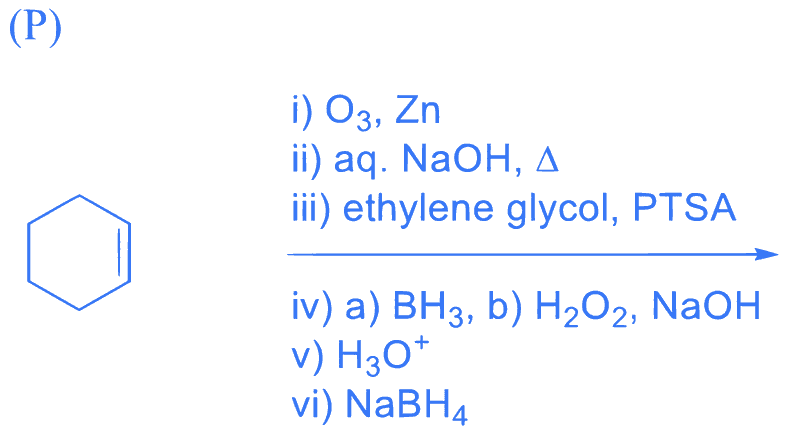 (P)
i) O₃, Zn
ii) aq. NaOH, Δ
iii) ethylene glycol, PTSA
iv) a) BH₃, b) H₂O₂, NaOH
v) H₃O⁺
vi) NaBH₄